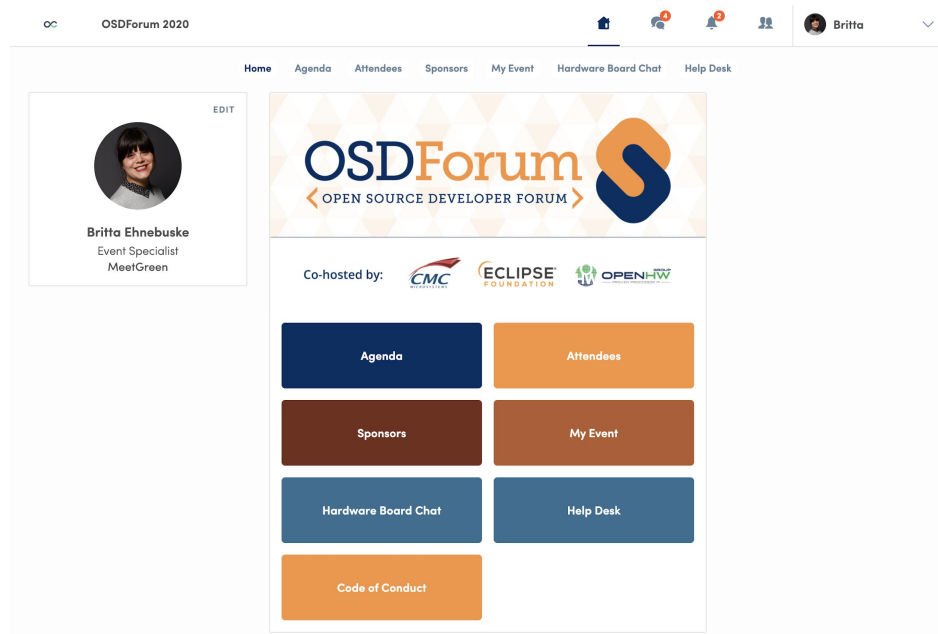 OSDForum 2020
4
2
Britta
Home Agenda Attendees Sponsors My Event Hardware Board Chat Help Desk
EDIT
Britta Ehnebuske
Event Specialist
MeetGreen
OSDForum
OPEN SOURCE DEVELOPER FORUM
Co-hosted by:
CMC
MICROSYSTEMS
ECLIPSE
FOUNDATION
OPENHW
GROUP
Agenda
Attendees
Sponsors
My Event
Hardware Board Chat
Help Desk
Code of Conduct